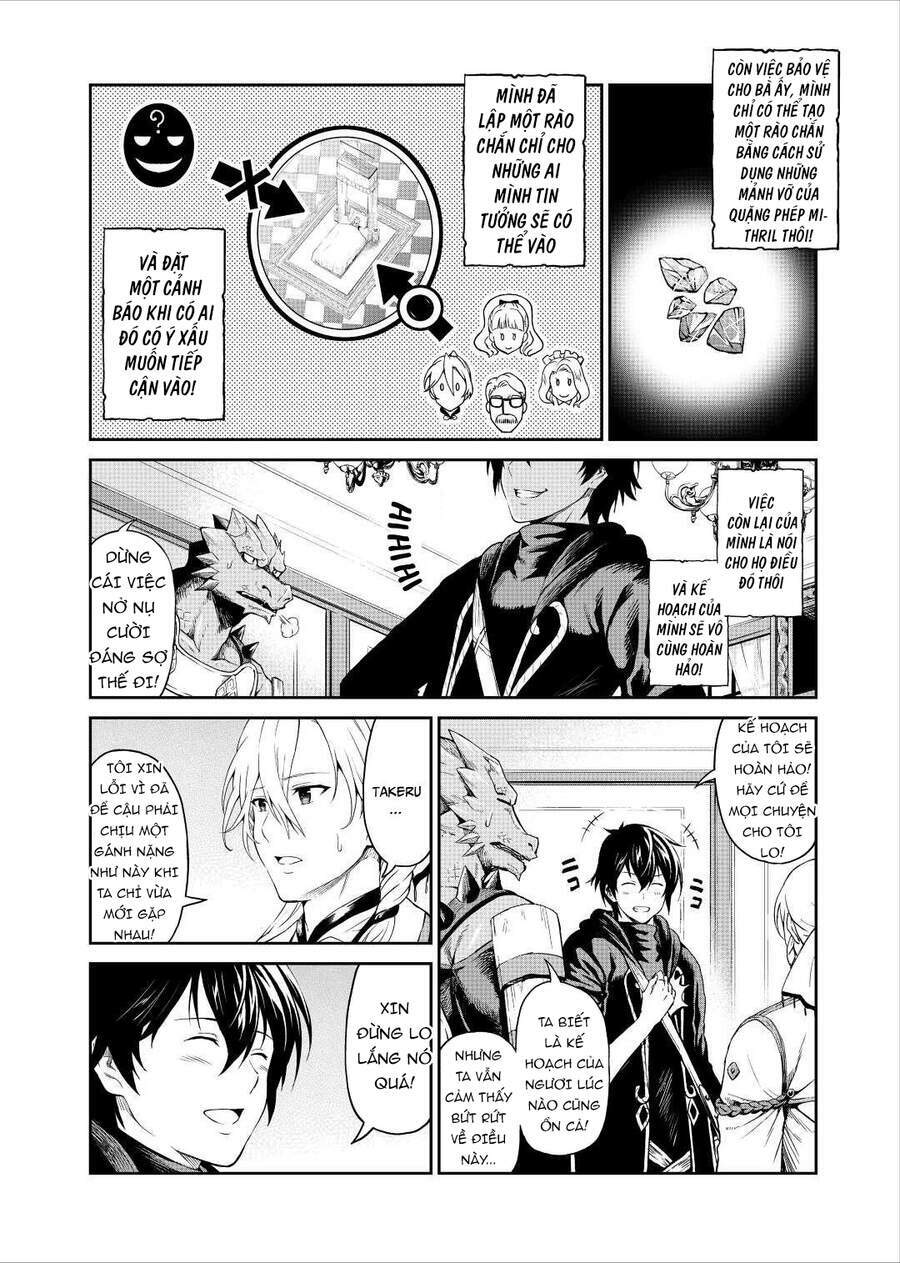 CÒN VIỆC BẢO VỆ
CHO BÀ ẤY, MÌNH
CHỈ CÓ THỂ TẠO
MỘT RÀO CHẮN
BẰNG CÁCH SỬ
DỤNG NHỮNG
MẢNH VỠ CỦA
QUẶNG PHÉP MI-
THRIL THÔI!
MÌNH ĐÃ
LẬP MỘT RÀO
CHẮN CHỈ CHO
NHỮNG AI
MÌNH TIN
TƯỞNG SẼ CÓ
THỂ VÀO
?
VÀ ĐẶT
MỘT CẢNH
BÁO KHI CÓ AI
ĐÓ CÓ Ý XẤU
MUỐN TIẾP
CẬN VÀO!
VIỆC
CÒN LẠI CỦA
MÌNH LÀ NÓI
CHO HỌ ĐIỀU
ĐÓ THÔI
VÀ KẾ
HOẠCH CỦA
MÌNH SẼ VÔ
CÙNG HOÀN
HẢO!
HIHIHI
DỪNG
CÁI VIỆC
NỞ NỤ
CƯỜI
ĐÁNG SỢ
THẾ ĐI!
KẾ HOẠCH
CỦA TÔI SẼ
HOÀN HẢO!
HÃY CỨ ĐỂ
MỌI CHUYỆN
CHO TÔI
LO!
ニコ
ニコ
TA BIẾT
LÀ KẾ
HOẠCH CỦA
NGƯƠI LÚC
NÀO CŨNG
ỔN CẢ!
NHƯNG
TA VẪN
CẢM THẤY
BỨT RỨT
VỀ ĐIỀU
NÀY...
TAKERU
...
TÔI XIN
LỖI VÌ ĐÃ
ĐỂ CẬU PHẢI
CHỊU MỘT
GÁNH NẶNG
NHƯ NÀY KHI
TA CHỈ VỪA
MỚI GẶP
NHAU!
XIN
ĐỪNG LO
LẮNG NÓ
QUÁ!